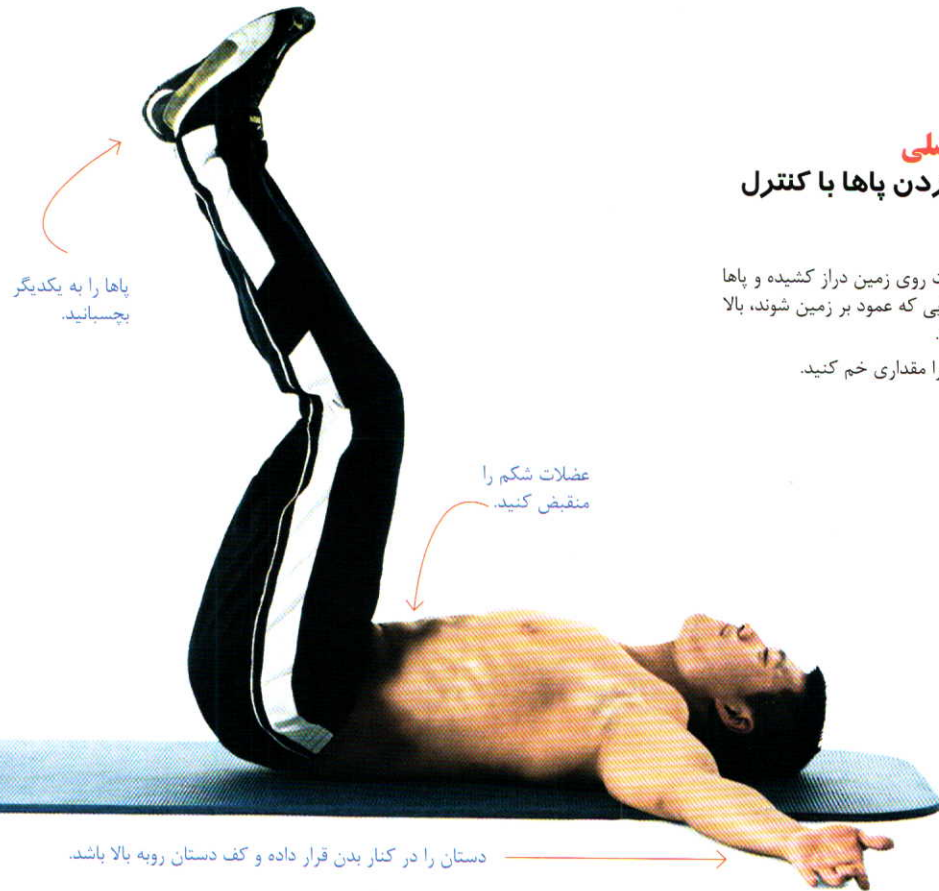 دن پاها با کنترل
روی زمین دراز کشیده و پاها
که عمود بر زمین شوند، بالا
را مقداری خم کنید.
پاها را به یکدیگر
بچسبانید.
عضلات شکم را
منقبض کنید.
دستان را در کنار بدن قرار داده و کف دستان روبه بالا باشد.